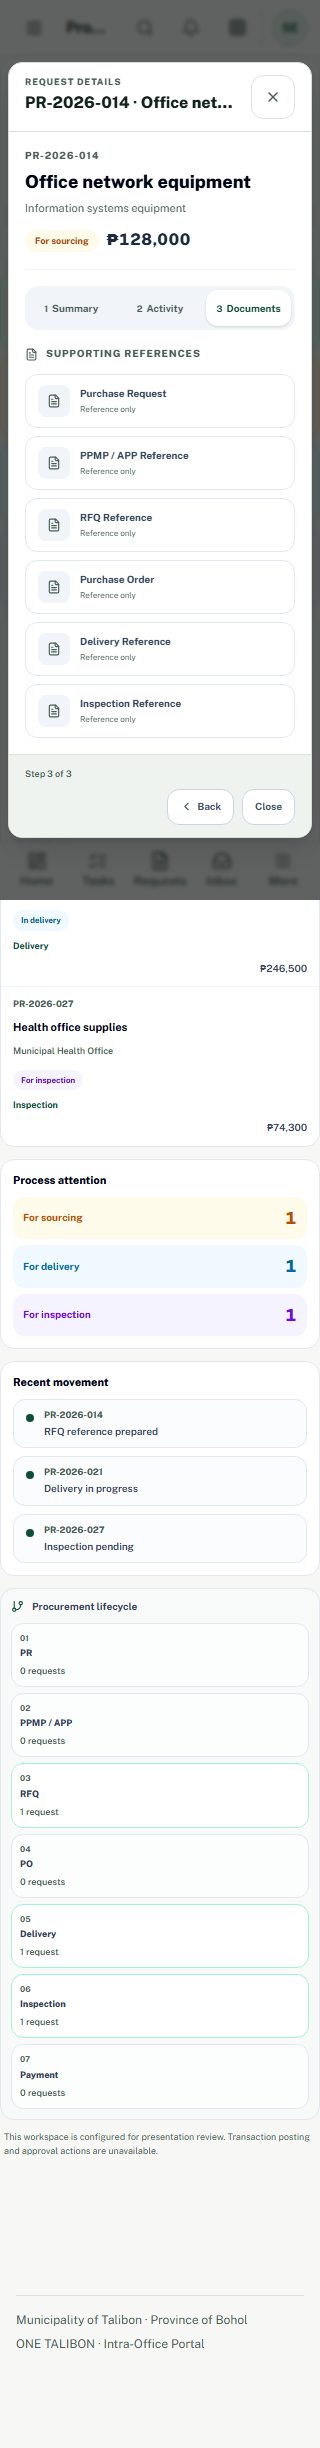 Pro...
REQUEST DETAILS
PR-2026-014 · Office net...
PR-2026-014
Office network equipment
Information systems equipment
For sourcing ₱128,000
1 Summary 2 Activity 3 Documents
SUPPORTING REFERENCES
Purchase Request
Reference only
PPMP / APP Reference
Reference only
RFQ Reference
Reference only
Purchase Order
Reference only
Delivery Reference
Reference only
Inspection Reference
Reference only
Step 3 of 3
Back Close
Home Tasks Requests Inbox More
In delivery
Delivery
₱246,500
PR-2026-027
Health office supplies
Municipal Health Office
For inspection
Inspection
₱74,300
Process attention
For sourcing 1
For delivery 1
For inspection 1
Recent movement
PR-2026-014
RFQ reference prepared
PR-2026-021
Delivery in progress
PR-2026-027
Inspection pending
Procurement lifecycle
01
PR
0 requests
02
PPMP / APP
0 requests
03
RFQ
1 request
04
PO
0 requests
05
Delivery
1 request
06
Inspection
1 request
07
Payment
0 requests
This workspace is configured for presentation review. Transaction posting
and approval actions are unavailable.
Municipality of Talibon · Province of Bohol
ONE TALIBON · Intra-Office Portal